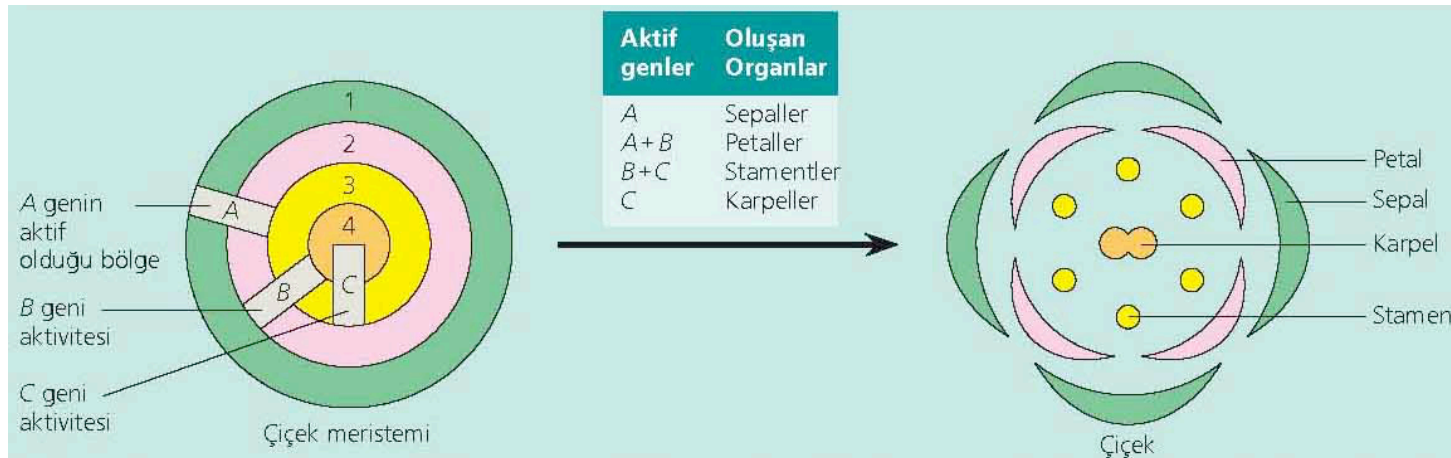 1
2
3
4
A
B
C
A genin
aktif
olduğu bölge
B geni
aktivitesi
C geni
aktivitesi
Çiçek meristemi
Aktif genler
Oluşan Organlar
A Sepaller
A+B Petaller
B+C Stamentler
C Karpeller
Petal
Sepal
Karpel
Stamen
Çiçek